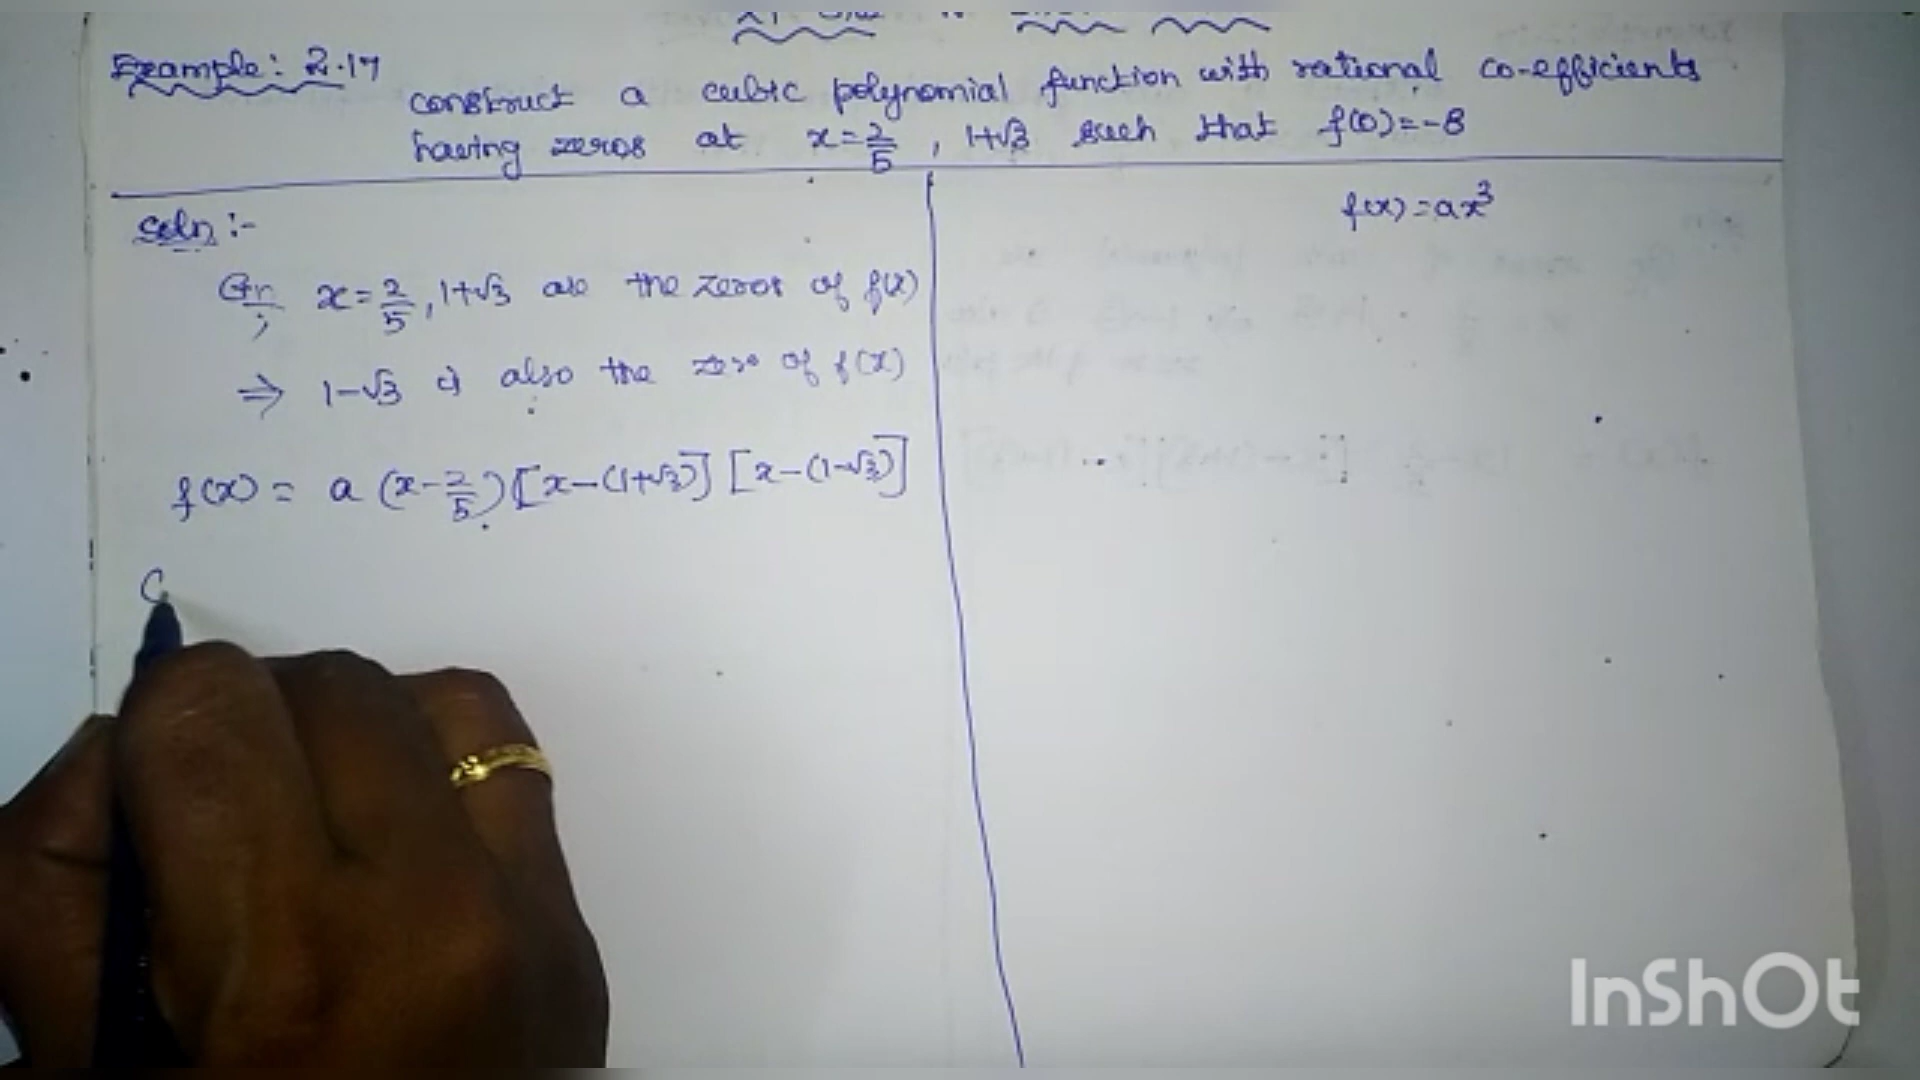 Example: 2.17
construct a cubic polynomial function with rational co-efficients
having zeros at x=2/5, 1+√3 such that f(0)=-8
Soln:-
Gn; x=2/5, 1+√3 are the zeros of f(x)
⇒ 1-√3 is also the zero of f(x)
f(x) = a (x-2/5) [x-(1+√3)] [x-(1-√3)]
f(x)=ax³
InShOt